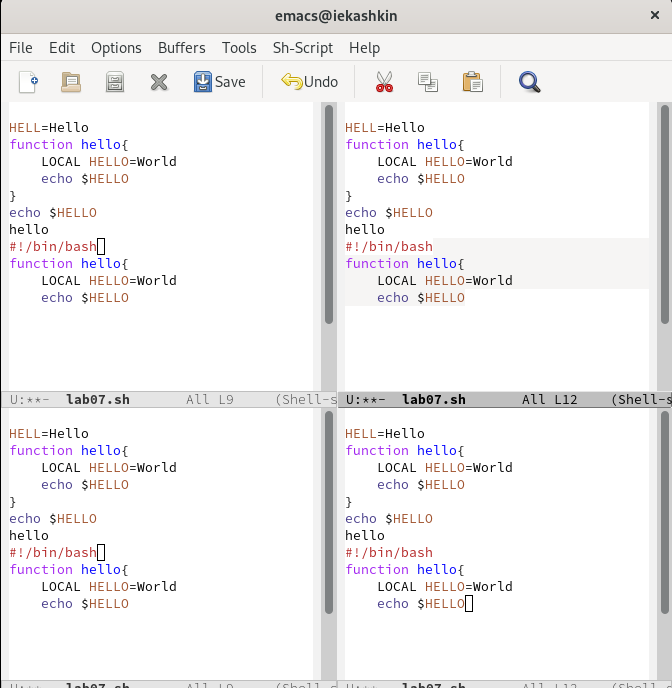 emacs@iekashkin
File Edit Options Buffers Tools Sh-Script Help
Save Undo
HELL=Hello
function hello{
    LOCAL HELLO=World
    echo $HELLO
}
echo $HELLO
hello
#!/bin/bash
function hello{
    LOCAL HELLO=World
    echo $HELLO
U:**- lab07.sh All L9 (Shell-s
HELL=Hello
function hello{
    LOCAL HELLO=World
    echo $HELLO
}
echo $HELLO
hello
#!/bin/bash
function hello{
    LOCAL HELLO=World
    echo $HELLO
U:**- lab07.sh All L12 (Shell-s
HELL=Hello
function hello{
    LOCAL HELLO=World
    echo $HELLO
}
echo $HELLO
hello
#!/bin/bash
function hello{
    LOCAL HELLO=World
    echo $HELLO
U:**- lab07.sh All L9 (Shell-s
HELL=Hello
function hello{
    LOCAL HELLO=World
    echo $HELLO
}
echo $HELLO
hello
#!/bin/bash
function hello{
    LOCAL HELLO=World
    echo $HELLO
U:**- lab07.sh All L12 (Shell-s